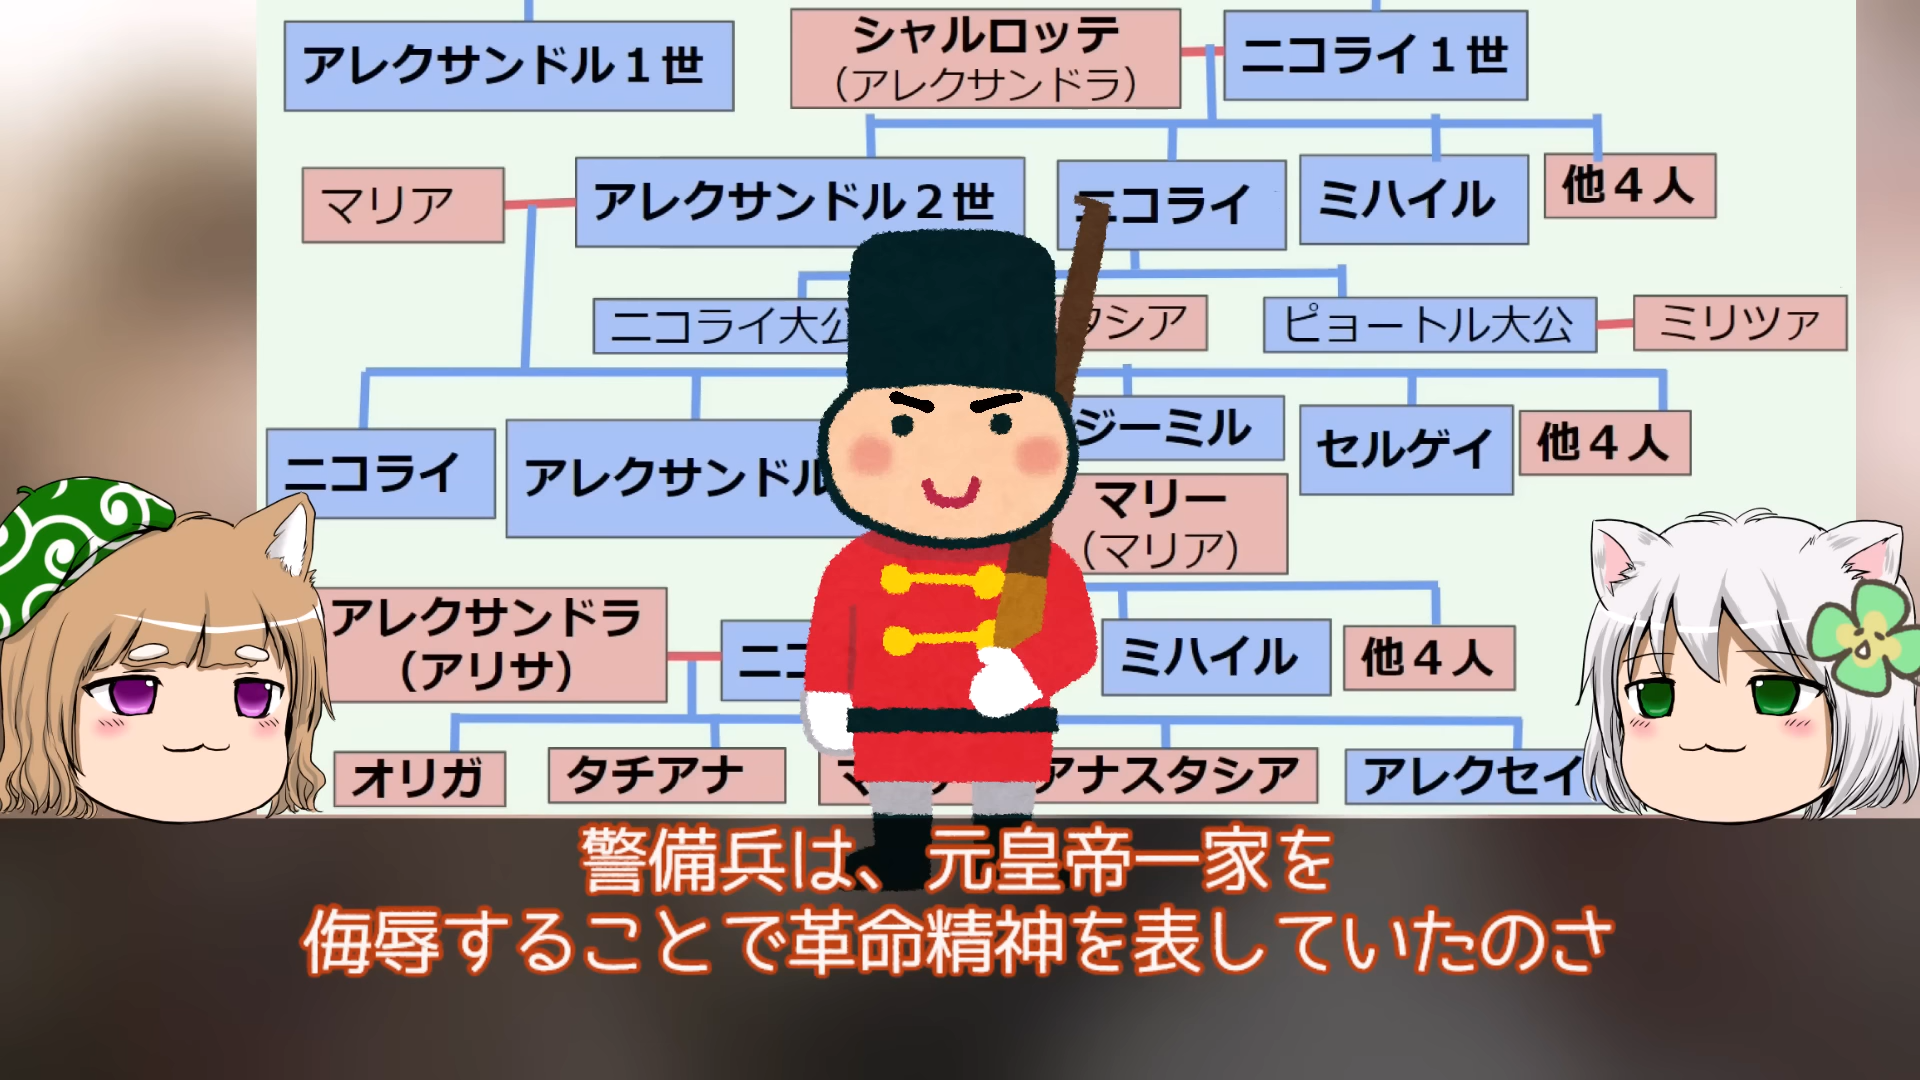 アレクサンドル１世
シャルロッテ
（アレクサンドラ）
ニコライ１世
マリア
アレクサンドル２世
ニコライ
ミハイル
他４人
ニコライ大公
タシア
ピョートル大公
ミリツァ
ニコライ
アレクサンドル
ジーミル
セルゲイ
他４人
マリー
（マリア）
アレクサンドラ
（アリサ）
ニコ
ミハイル
他４人
オリガ
タチアナ
マ
アナスタシア
アレクセイ
警備兵は、元皇帝一家を
侮辱することで革命精神を表していたのさ